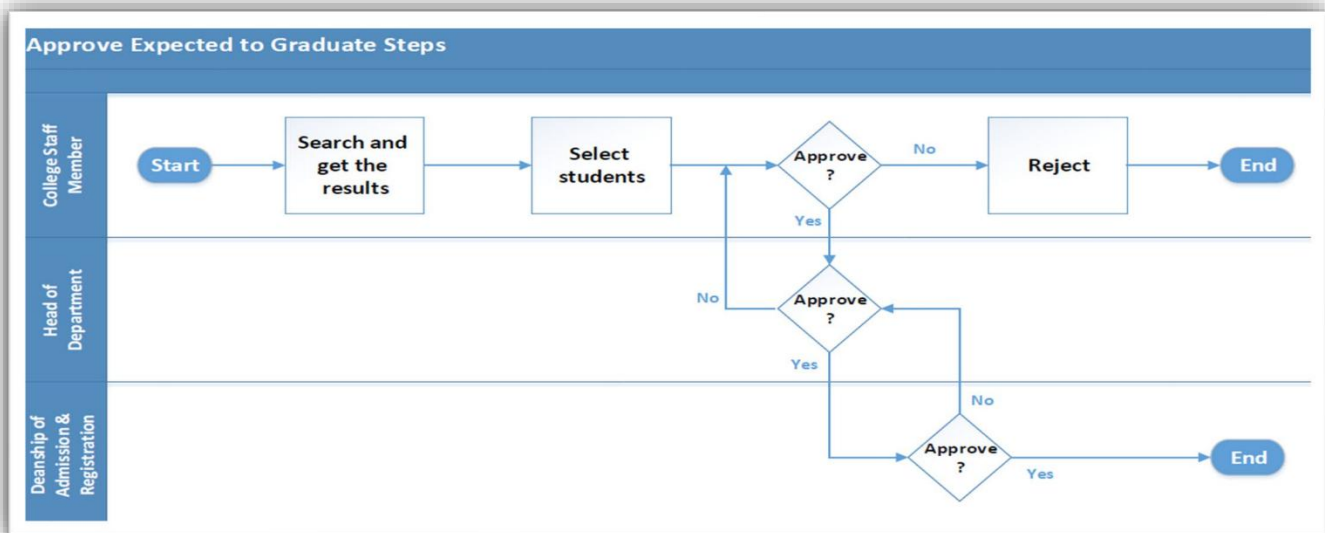 Approve Expected to Graduate Steps
College Staff
Member
Start
Search and
get the
results
Select
students
Approve
?
No
Reject
End
Yes
Head of
Department
No
Approve
?
Yes
Deanship of
Admission &
Registration
No
Approve
?
Yes
End